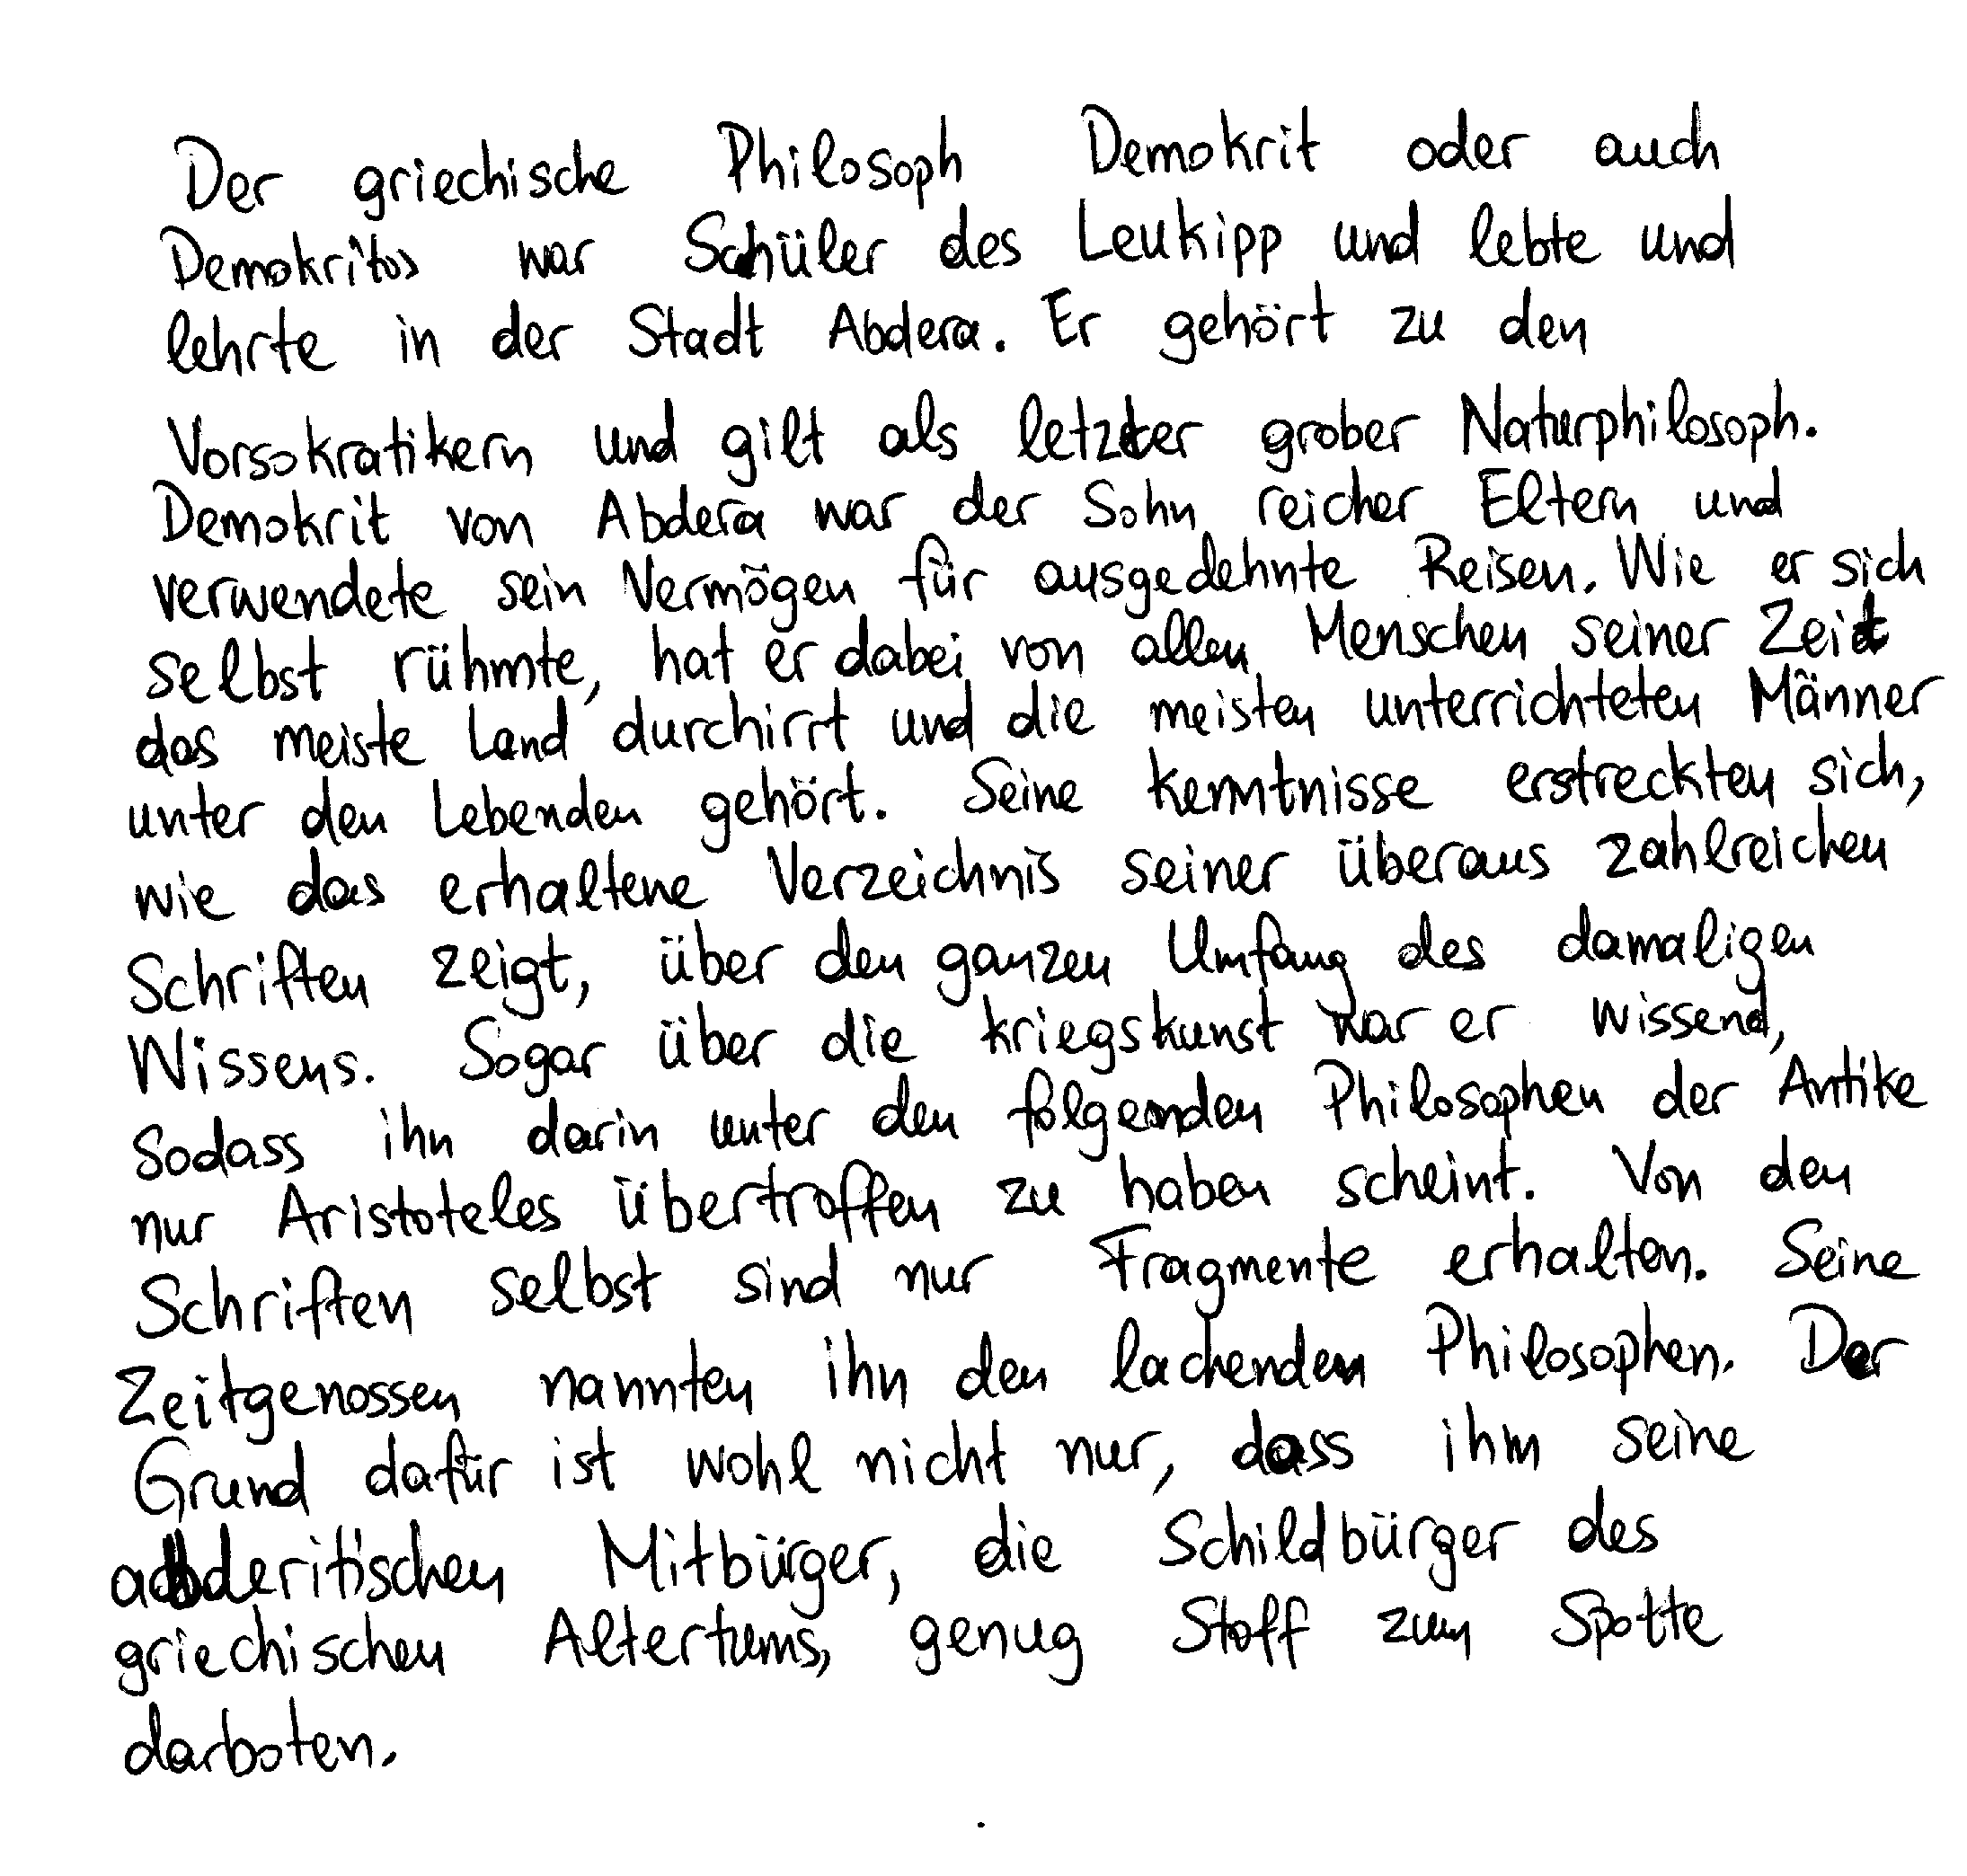 Der griechische Philosoph Demokrit oder auch
Demokritos war Schüler des Leukipp und lebte und
lehrte in der Stadt Abdera. Er gehört zu den
Vorsokratikern und gilt als letzter großer Naturphilosoph.
Demokrit von Abdera war der Sohn reicher Eltern und
verwendete sein Vermögen für ausgedehnte Reisen. Wie er sich
selbst rühmte, hat er dabei von allen Menschen seiner Zeit
das meiste Land durchirrt und die meisten unterrichteten Männer
unter den Lebenden gehört. Seine Kenntnisse erstreckten sich,
wie das erhaltene Verzeichnis seiner überaus zahlreichen
Schriften zeigt, über den ganzen Umfang des damaligen
Wissens. Sogar über die Kriegskunst war er wissend,
sodass ihn darin unter den folgenden Philosophen der Antike
nur Aristoteles übertroffen zu haben scheint. Von den
Schriften selbst sind nur Fragmente erhalten. Seine
Zeitgenossen nannten ihn den lachenden Philosophen. Der
Grund dafür ist wohl nicht nur, dass ihm seine
abderitischen Mitbürger, die Schildbürger des
griechischen Altertums, genug Stoff zum Spotte
darboten.